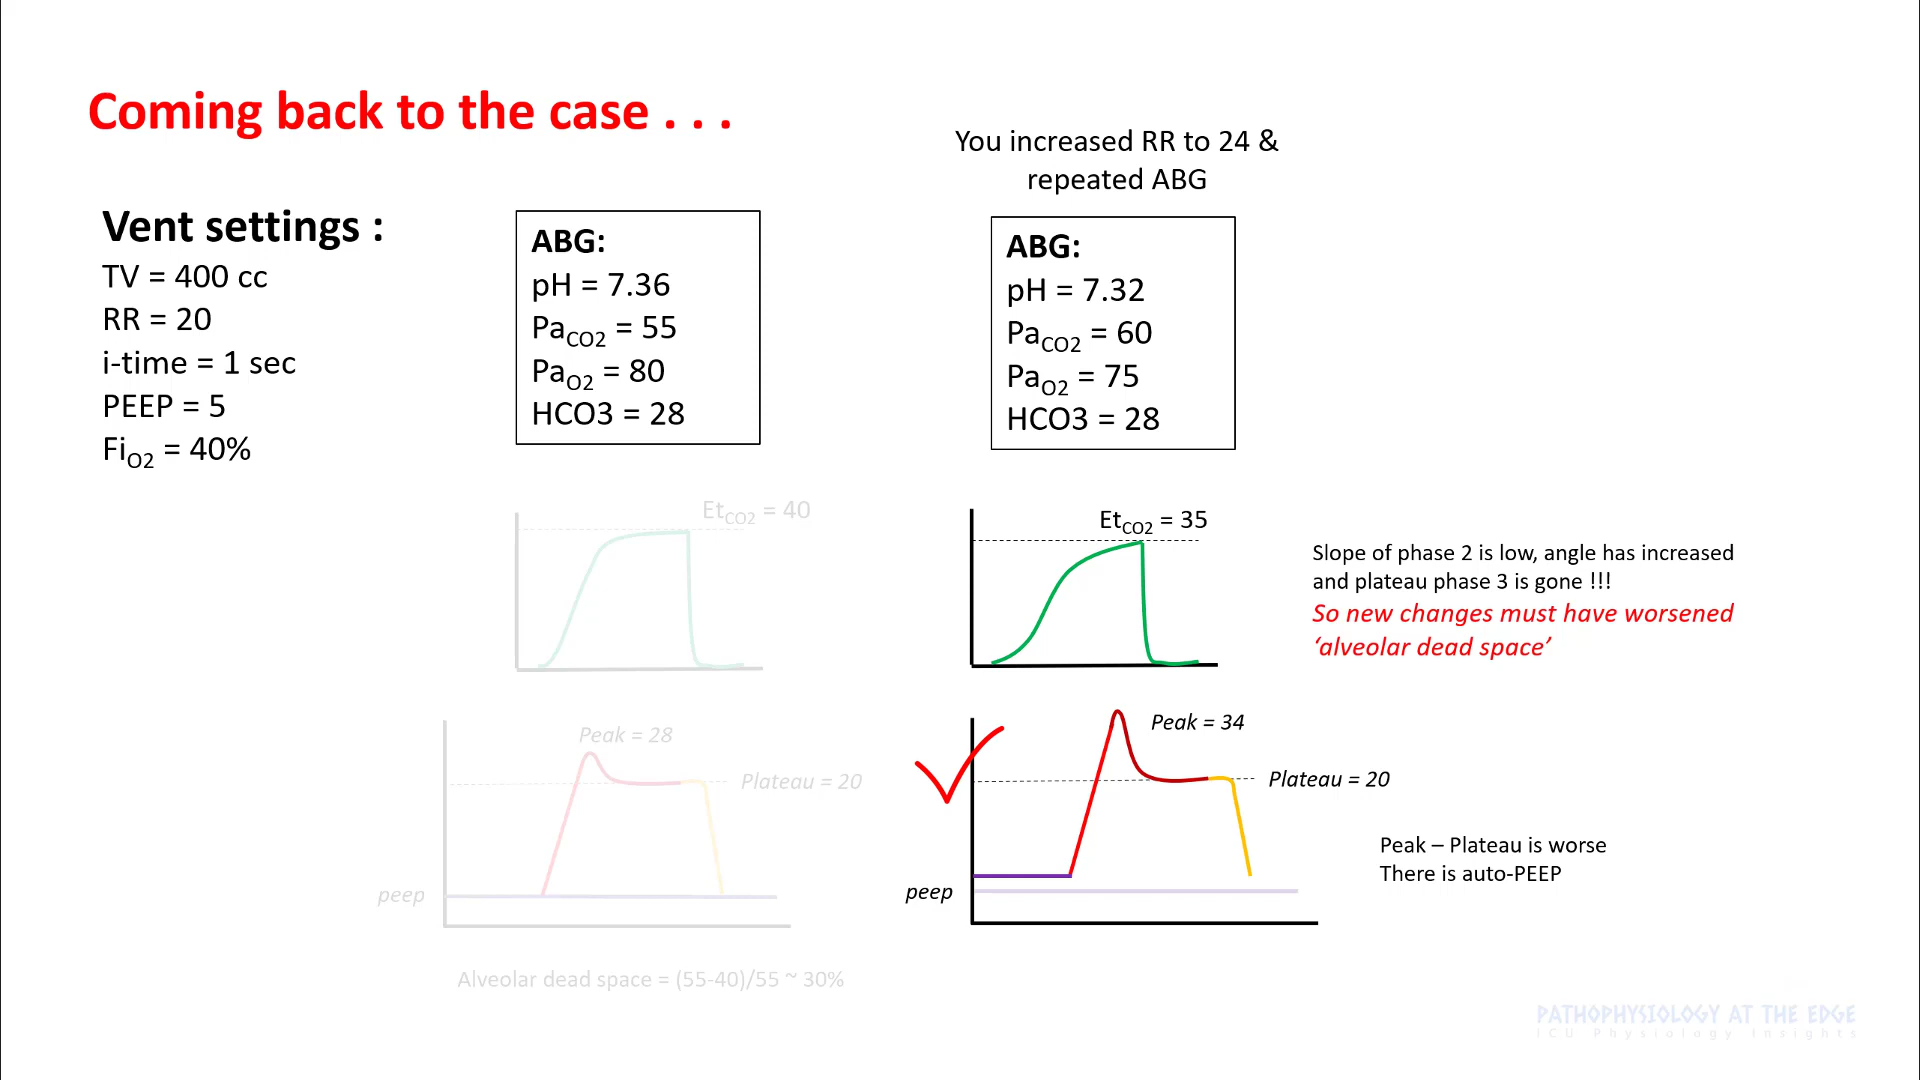 Coming back to the case . . .
You increased RR to 24 &
repeated ABG
Vent settings :
TV = 400 cc
RR = 20
i-time = 1 sec
PEEP = 5
FiO2 = 40%
ABG:
pH = 7.36
PaCO2 = 55
PaO2 = 80
HCO3 = 28
ABG:
pH = 7.32
PaCO2 = 60
PaO2 = 75
HCO3 = 28
EtCO2 = 40
EtCO2 = 35
Slope of phase 2 is low, angle has increased
and plateau phase 3 is gone !!!
So new changes must have worsened
‘alveolar dead space’
Peak = 28
Plateau = 20
peep
Peak = 34
Plateau = 20
peep
Peak – Plateau is worse
There is auto-PEEP
Alveolar dead space = (55-40)/55 ~ 30%
PATHOPHYSIOLOGY AT THE EDGE
ICU Physiology Insights